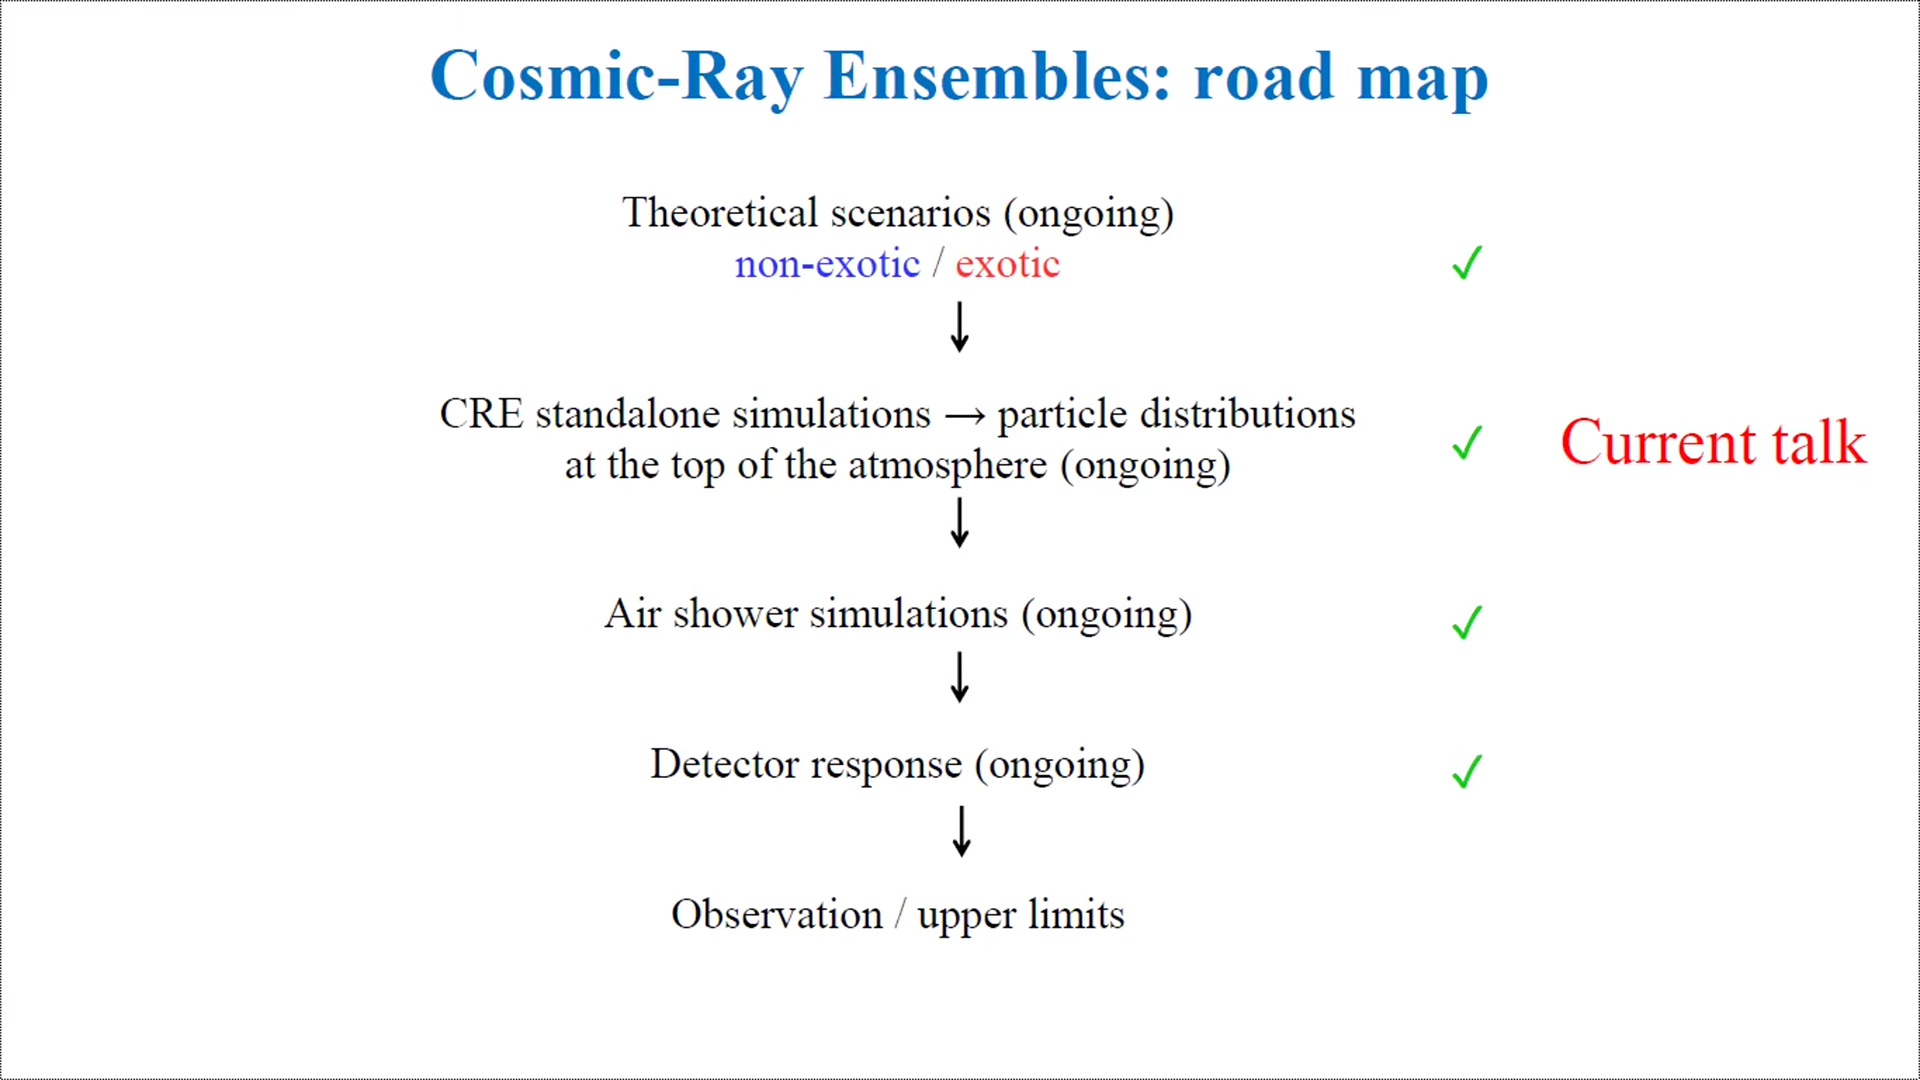 Cosmic-Ray Ensembles: road map
Theoretical scenarios (ongoing)
non-exotic / exotic
✓
CRE standalone simulations → particle distributions
at the top of the atmosphere (ongoing)
✓ Current talk
Air shower simulations (ongoing) ✓
Detector response (ongoing) ✓
Observation / upper limits